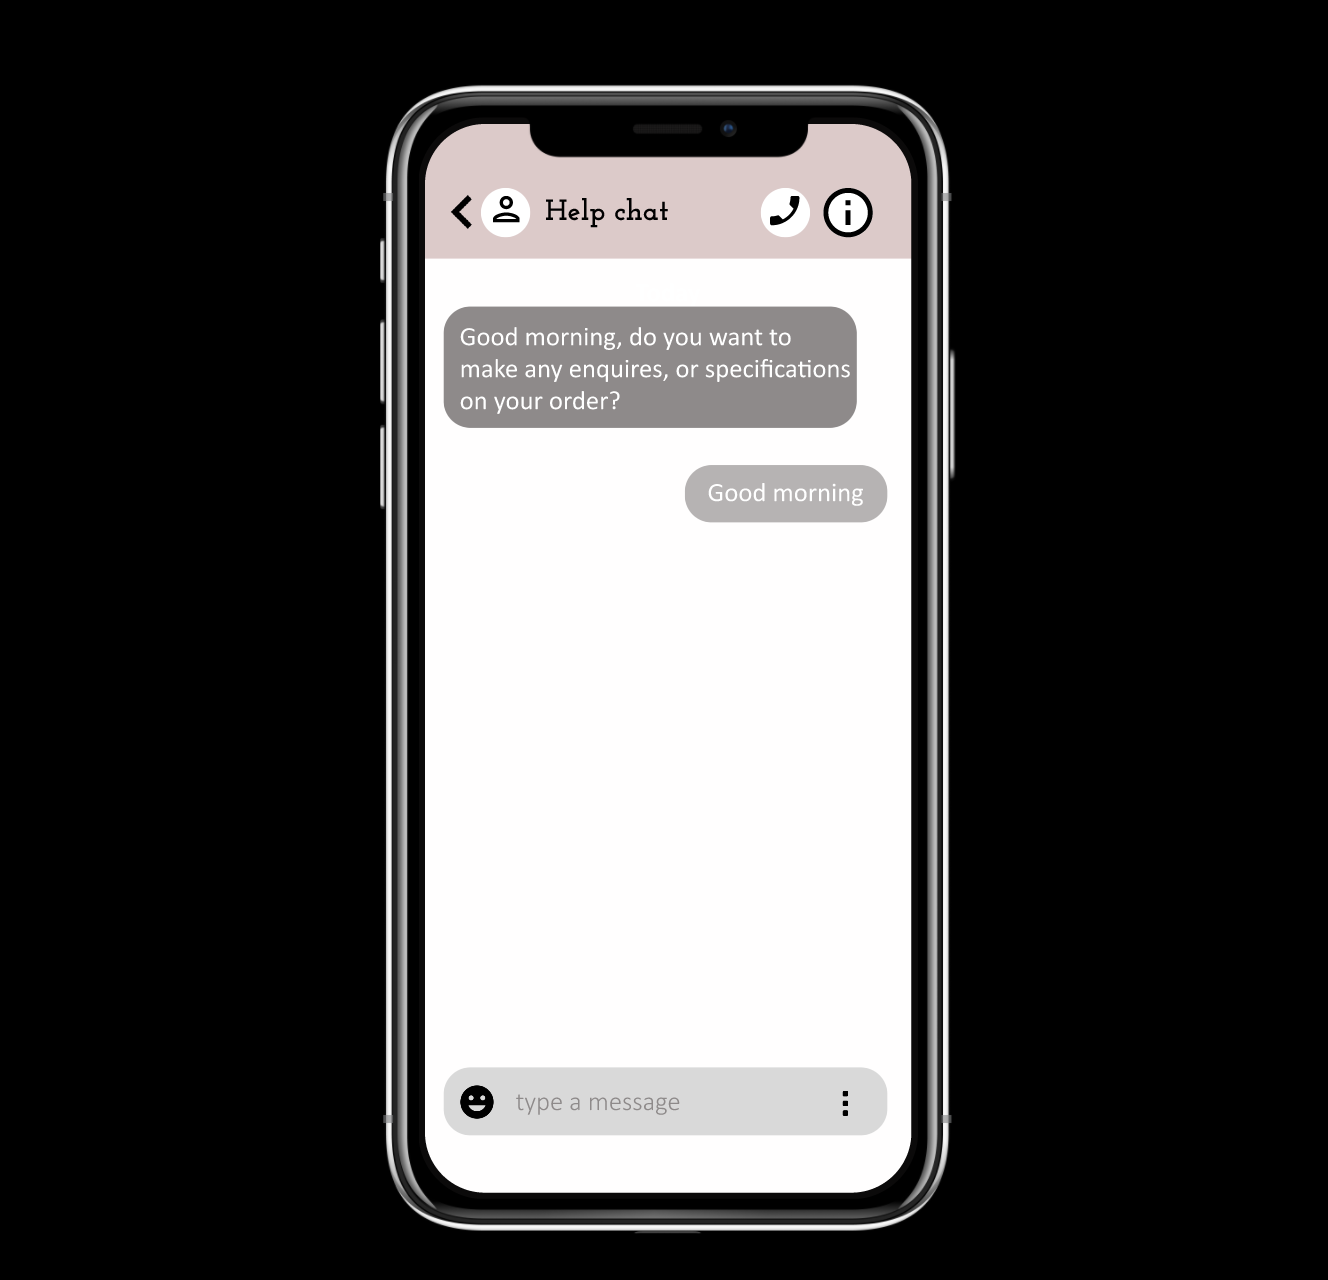 Help chat
Good morning, do you want to
make any enquires, or specifications
on your order?
Good morning
type a message